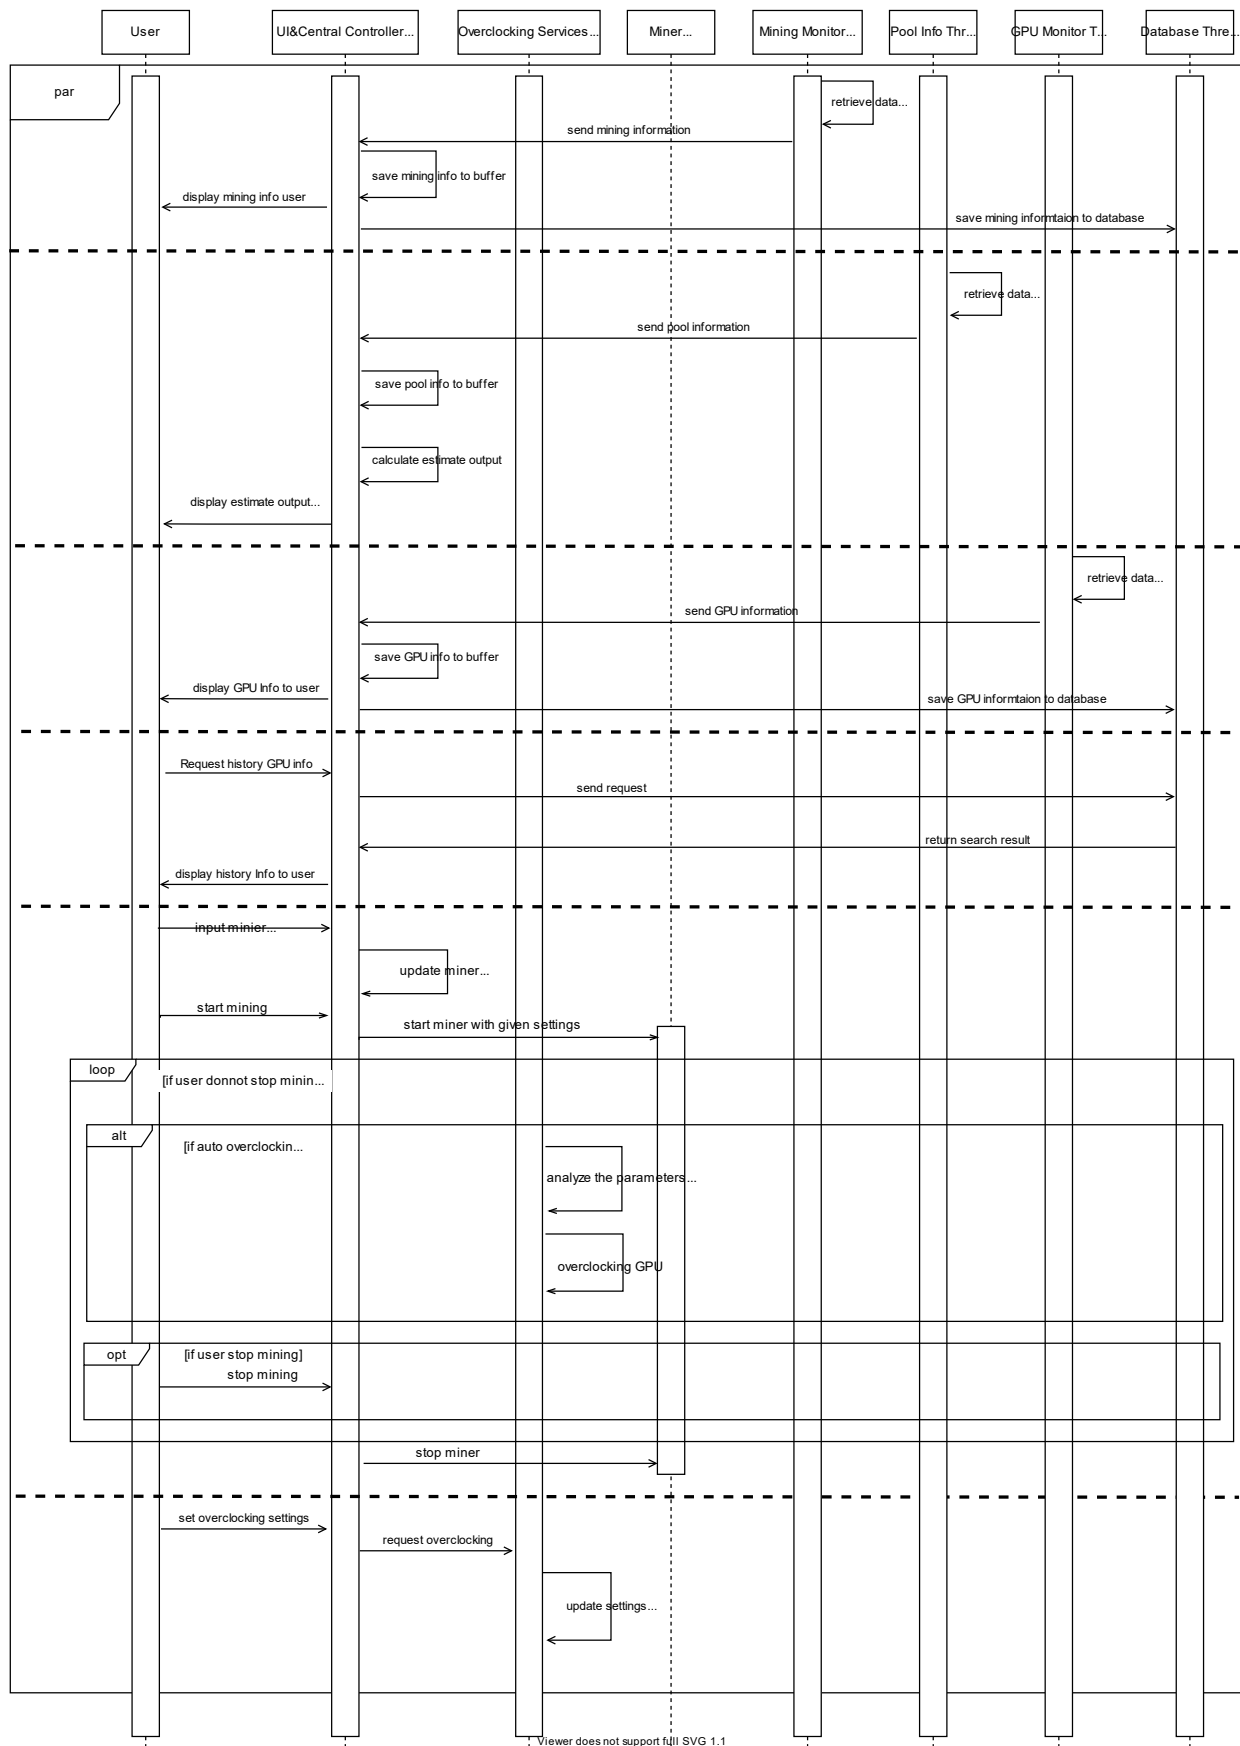 User
UI&Central Controller...
Overclocking Services...
Miner...
Mining Monitor...
Pool Info Thr...
GPU Monitor T...
Database Thre...
par
retrieve data...
send mining information
save mining info to buffer
display mining info user
save mining informtaion to database
retrieve data...
send pool information
save pool info to buffer
calculate estimate output
display estimate output...
retrieve data...
send GPU information
save GPU info to buffer
display GPU Info to user
save GPU informtaion to database
Request history GPU info
send request
return search result
display history Info to user
input minier...
update miner...
start mining
start miner with given settings
loop
[if user donnot stop minin...
alt
[if auto overclockin...
analyze the parameters...
overclocking GPU
opt
[if user stop mining]
stop mining
stop miner
set overclocking settings
request overclocking
update settings...
Viewer does not support full SVG 1.1